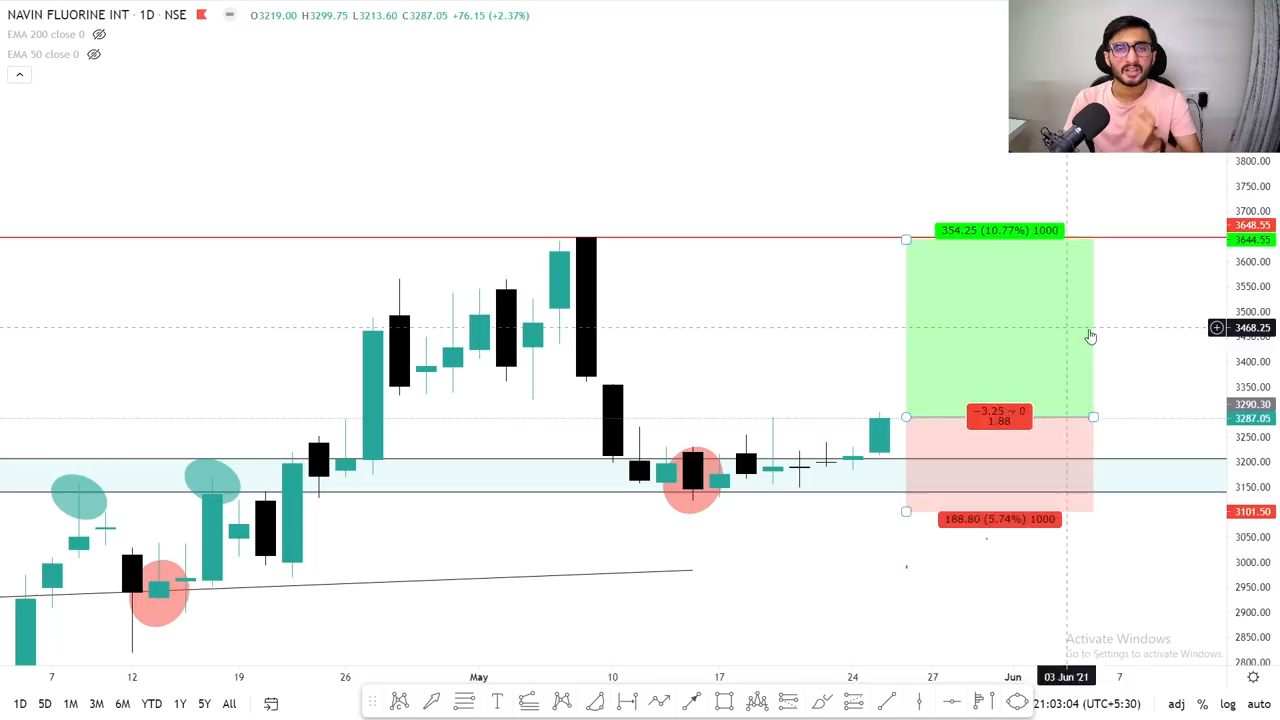 NAVIN FLUORINE INT · 1D · NSE
O3219.00 H3299.75 L3213.60 C3287.05 +76.15 (+2.37%)
EMA 200 close 0
EMA 50 close 0
3800.00
3750.00
3700.00
3648.55
3644.55
3600.00
3550.00
3500.00
3468.25
3400.00
3350.00
3290.30
3287.05
3250.00
3200.00
3150.00
3101.50
3050.00
3000.00
2950.00
2900.00
2850.00
2800.00
354.25 (10.77%) 1000
−3.25 ~ 0
1.88
188.80 (5.74%) 1000
Activate Windows
Go to Settings to activate Windows.
7 12 19 26 May 10 17 24 27 Jun 03 Jun '21 7
1D 5D 1M 3M 6M YTD 1Y 5Y All
21:03:04 (UTC+5:30) adj % log auto